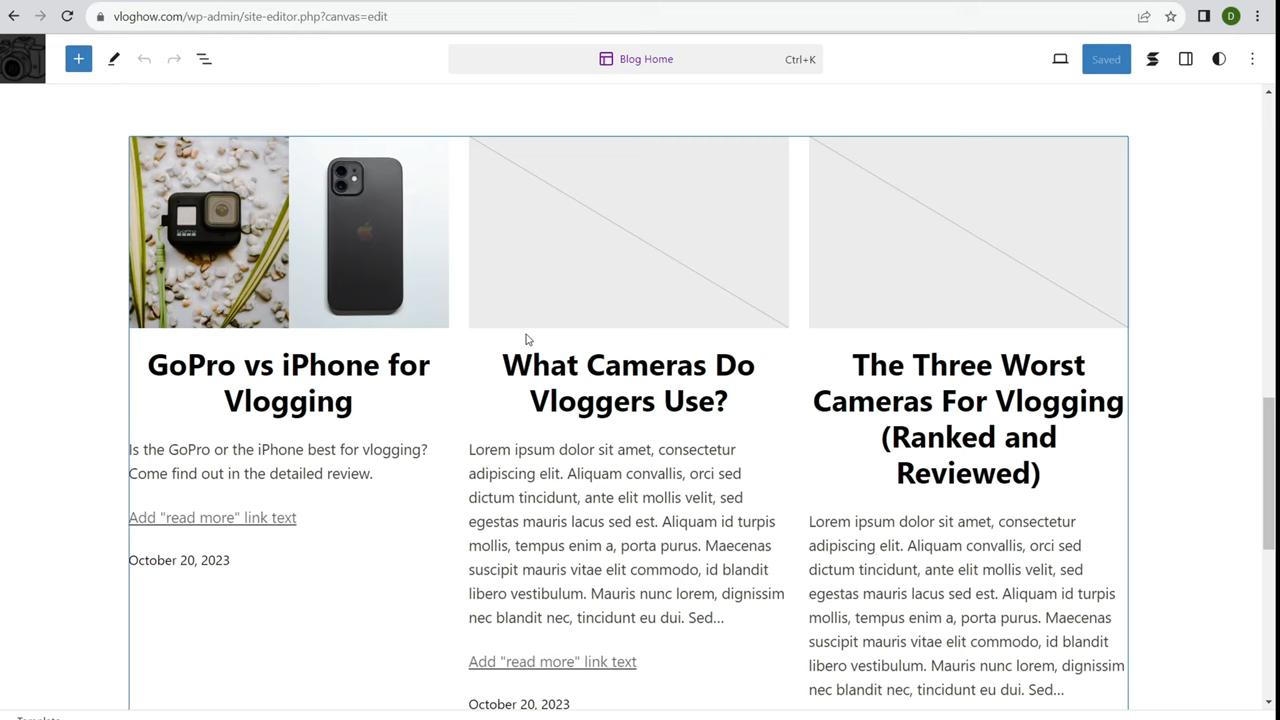 vloghow.com/wp-admin/site-editor.php?canvas=edit
D
Blog Home
Ctrl+K
Saved
GoPro
GoPro vs iPhone for
Vlogging
Is the GoPro or the iPhone best for vlogging?
Come find out in the detailed review.
Add "read more" link text
October 20, 2023
What Cameras Do
Vloggers Use?
Lorem ipsum dolor sit amet, consectetur
adipiscing elit. Aliquam convallis, orci sed
dictum tincidunt, ante elit mollis velit, sed
egestas mauris lacus sed est. Aliquam id turpis
mollis, tempus enim a, porta purus. Maecenas
suscipit mauris vitae elit commodo, id blandit
libero vestibulum. Mauris nunc lorem, dignissim
nec blandit nec, tincidunt eu dui. Sed…
Add "read more" link text
October 20, 2023
The Three Worst
Cameras For Vlogging
(Ranked and
Reviewed)
Lorem ipsum dolor sit amet, consectetur
adipiscing elit. Aliquam convallis, orci sed
dictum tincidunt, ante elit mollis velit, sed
egestas mauris lacus sed est. Aliquam id turpis
mollis, tempus enim a, porta purus. Maecenas
suscipit mauris vitae elit commodo, id blandit
libero vestibulum. Mauris nunc lorem, dignissim
nec blandit nec, tincidunt eu dui. Sed…